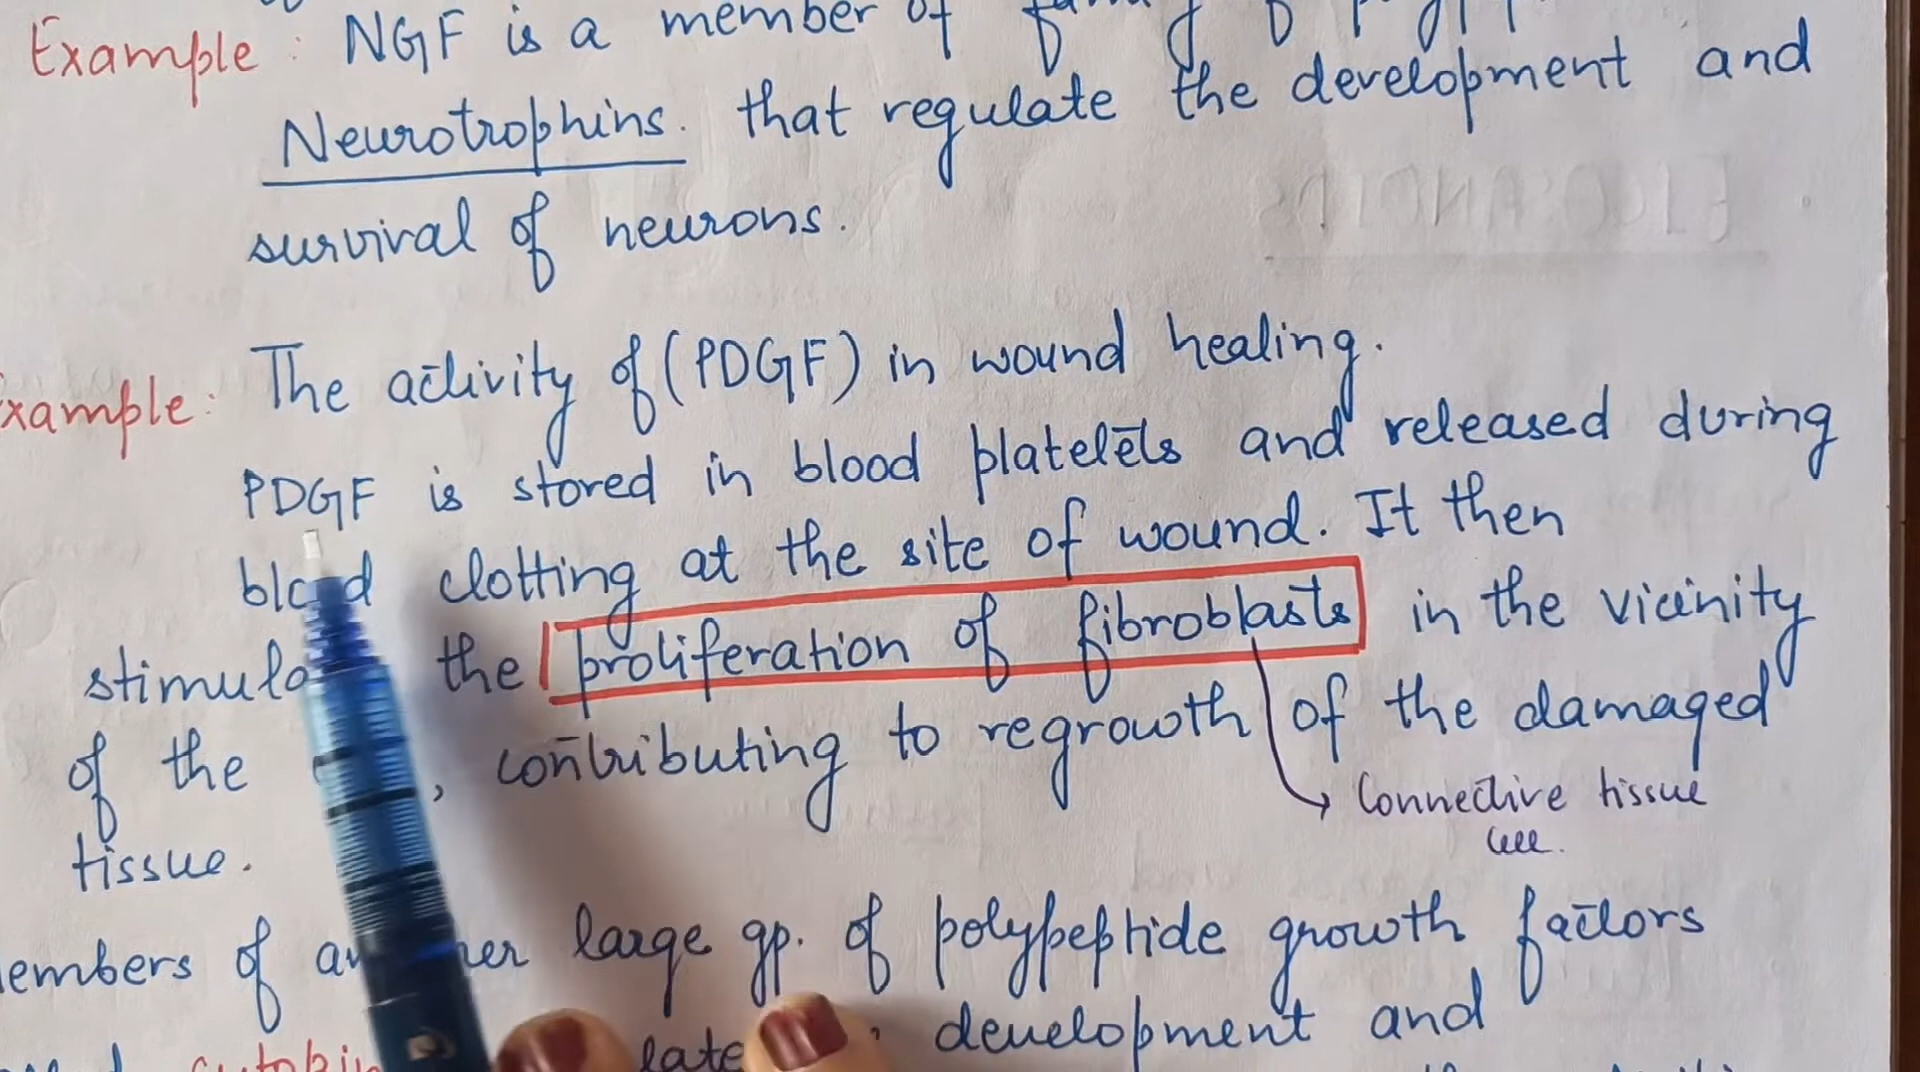 Example: NGF is a member of
Neurotrophins. that regulate the development and
survival of neurons.
Example: The activity of (PDGF) in wound healing.
PDGF is stored in blood platelets and released during
blood clotting at the site of wound. It then
the proliferation of fibroblasts in the vicinity
of the , contributing to regrowth of the damaged
Connective tissue
cell.
tissue.
embers of large gp. of polypeptide growth factors
development and